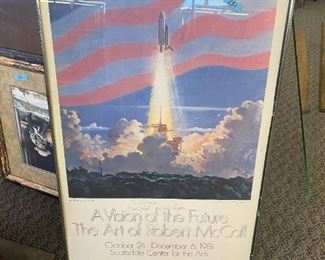 A Vision of the Future
The Art of Robert McCall
October 24 - December 6, 1981
Scottsdale Center for the Arts